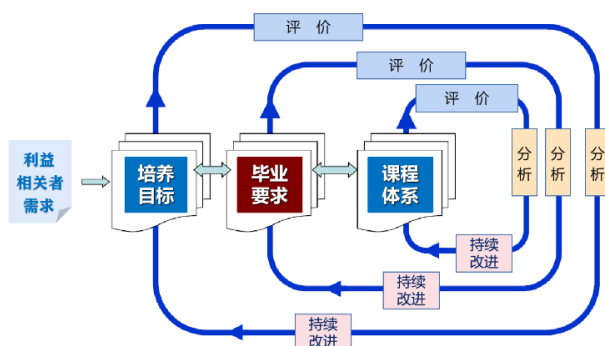 评 价
评 价
评 价
利益
相关者
需求
培养
目标
毕业
要求
课程
体系
分
析
分
析
分
析
持续
改进
持续
改进
持续
改进